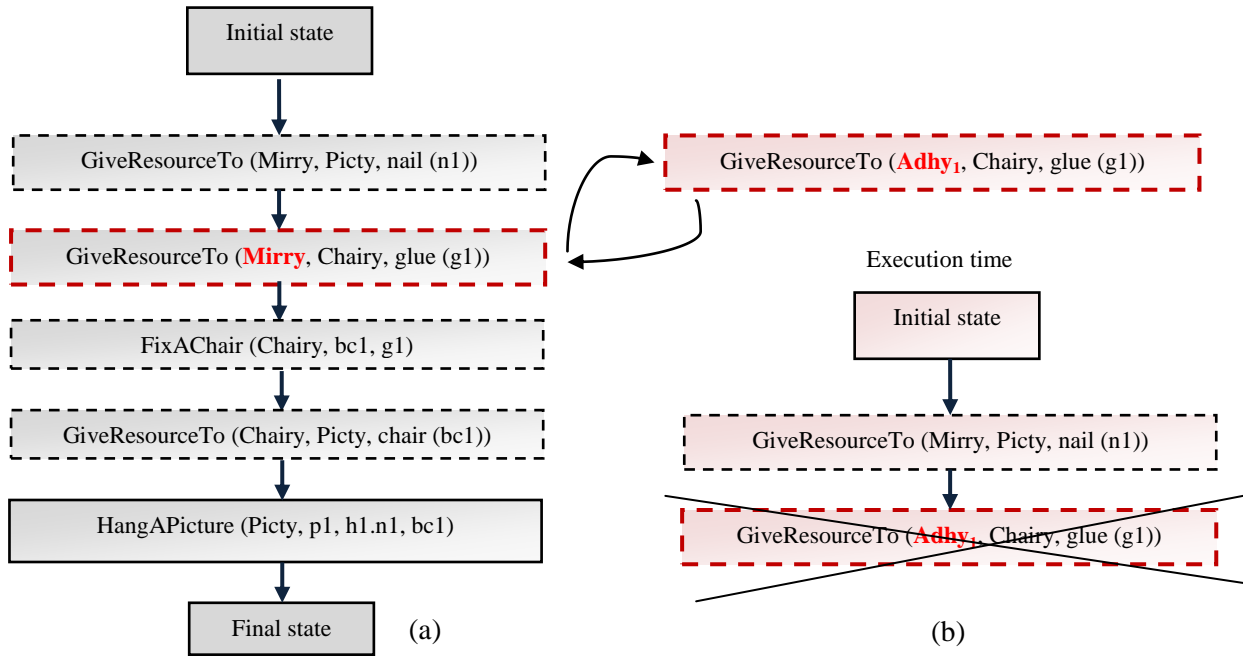 Initial state
GiveResourceTo (Mirry, Picty, nail (n1))
GiveResourceTo (Mirry, Chairy, glue (g1))
FixAChair (Chairy, bc1, g1)
GiveResourceTo (Chairy, Picty, chair (bc1))
HangAPicture (Picty, p1, h1.n1, bc1)
Final state
(a)
GiveResourceTo (Adhy1, Chairy, glue (g1))
Execution time
Initial state
GiveResourceTo (Mirry, Picty, nail (n1))
GiveResourceTo (Adhy1, Chairy, glue (g1))
(b)